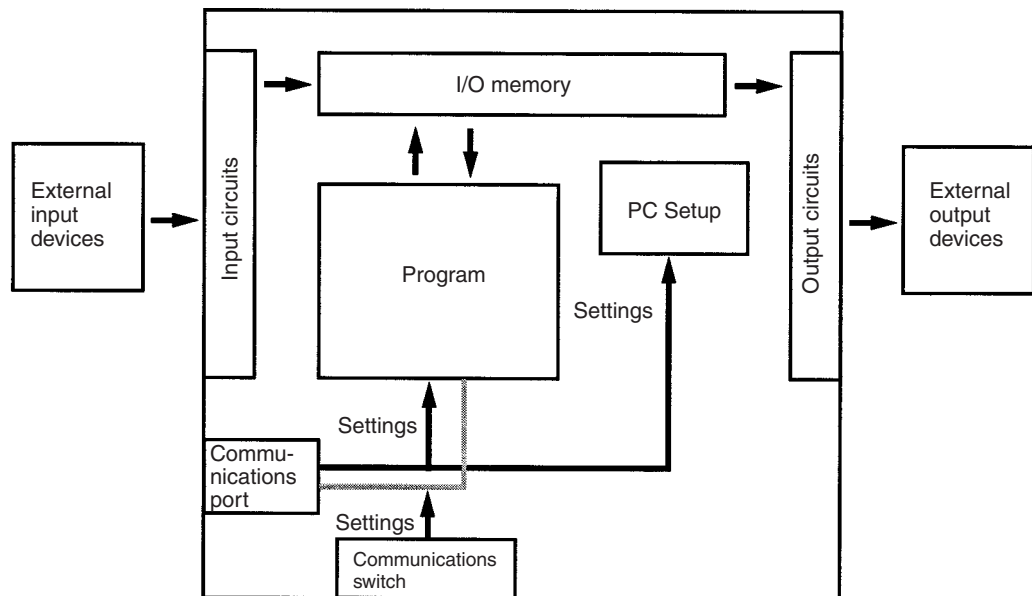 I/O memory
External
input
devices
Input circuits
Program
PC Setup
Output circuits
External
output
devices
Settings
Settings
Commu-
nications
port
Settings
Communications
switch